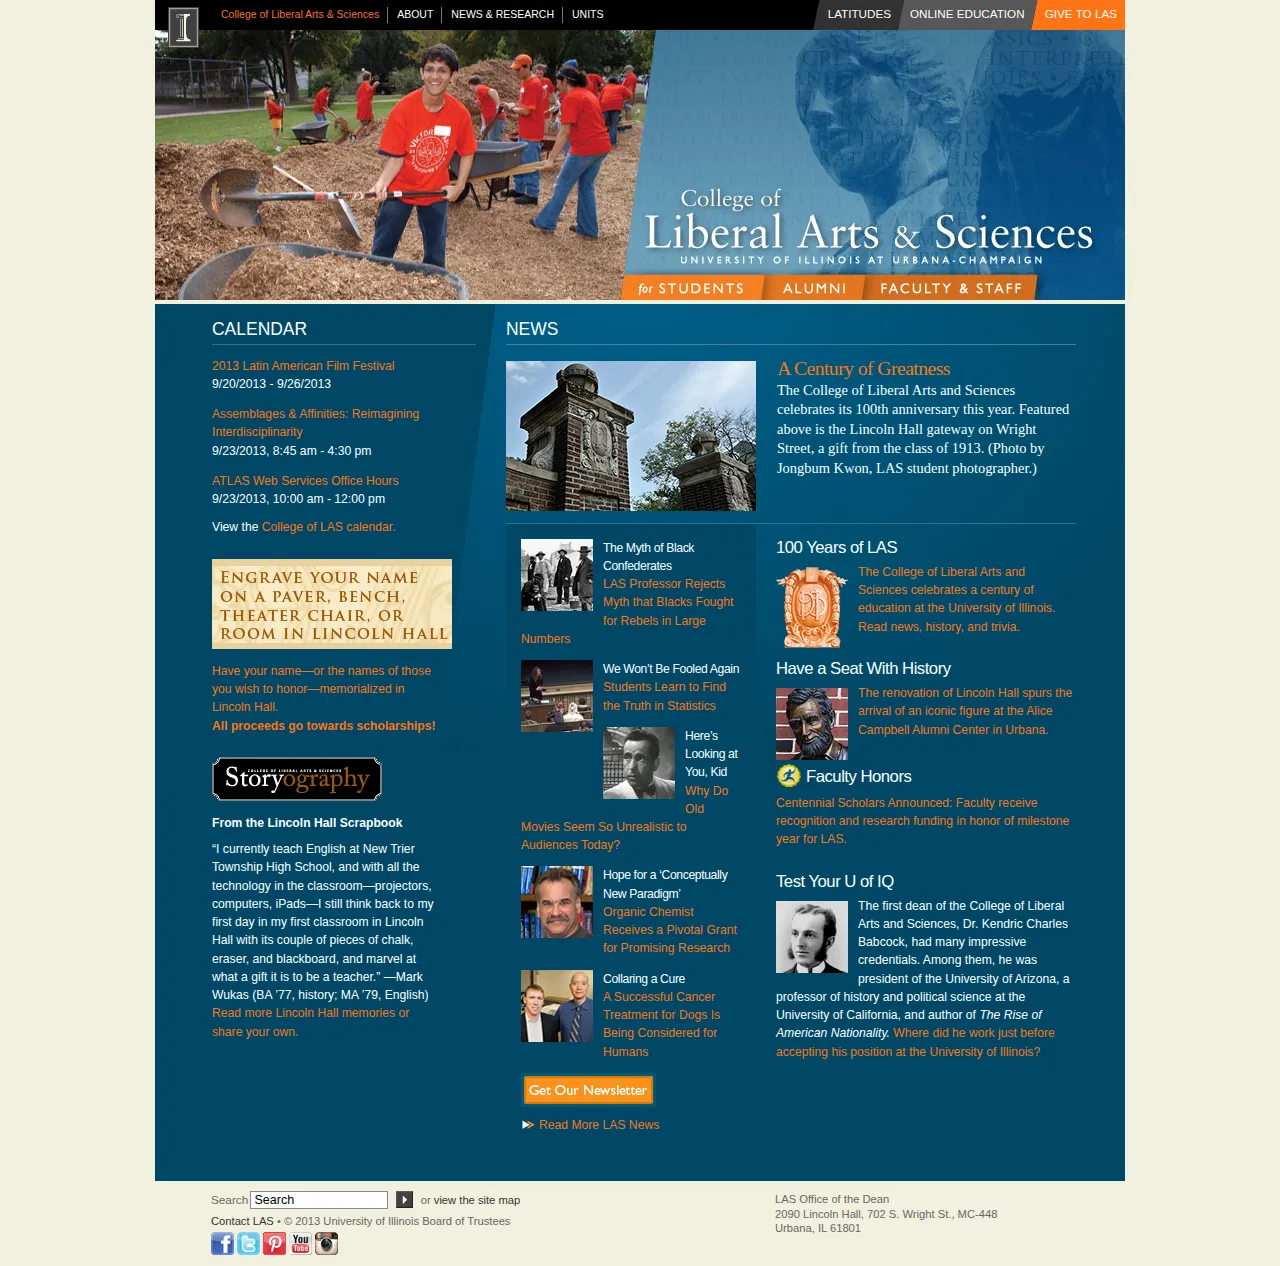 College of Liberal Arts & Sciences
ABOUT
NEWS & RESEARCH
UNITS
LATITUDES
ONLINE EDUCATION
GIVE TO LAS
College of
Liberal Arts & Sciences
UNIVERSITY OF ILLINOIS AT URBANA-CHAMPAIGN
for STUDENTS
ALUMNI
FACULTY & STAFF
CALENDAR
2013 Latin American Film Festival
9/20/2013 - 9/26/2013
Assemblages & Affinities: Reimagining
Interdisciplinarity
9/23/2013, 8:45 am - 4:30 pm
ATLAS Web Services Office Hours
9/23/2013, 10:00 am - 12:00 pm
View the College of LAS calendar.
ENGRAVE YOUR NAME
ON A PAVER, BENCH,
THEATER CHAIR, OR
ROOM IN LINCOLN HALL
Have your name—or the names of those
you wish to honor—memorialized in
Lincoln Hall.
All proceeds go towards scholarships!
COLLEGE OF LIBERAL ARTS & SCIENCES
Storyography
From the Lincoln Hall Scrapbook
“I currently teach English at New Trier
Township High School, and with all the
technology in the classroom—projectors,
computers, iPads—I still think back to my
first day in my first classroom in Lincoln
Hall with its couple of pieces of chalk,
eraser, and blackboard, and marvel at
what a gift it is to be a teacher.” —Mark
Wukas (BA ’77, history; MA ’79, English)
Read more Lincoln Hall memories or
share your own.
NEWS
A Century of Greatness
The College of Liberal Arts and Sciences
celebrates its 100th anniversary this year. Featured
above is the Lincoln Hall gateway on Wright
Street, a gift from the class of 1913. (Photo by
Jongbum Kwon, LAS student photographer.)
The Myth of Black
Confederates
LAS Professor Rejects
Myth that Blacks Fought
for Rebels in Large
Numbers
We Won’t Be Fooled Again
Students Learn to Find
the Truth in Statistics
Here’s
Looking at
You, Kid
Why Do
Old
Movies Seem So Unrealistic to
Audiences Today?
Hope for a ‘Conceptually
New Paradigm’
Organic Chemist
Receives a Pivotal Grant
for Promising Research
Collaring a Cure
A Successful Cancer
Treatment for Dogs Is
Being Considered for
Humans
Get Our Newsletter
Read More LAS News
100 Years of LAS
The College of Liberal Arts and
Sciences celebrates a century of
education at the University of Illinois.
Read news, history, and trivia.
Have a Seat With History
The renovation of Lincoln Hall spurs the
arrival of an iconic figure at the Alice
Campbell Alumni Center in Urbana.
Faculty Honors
Centennial Scholars Announced: Faculty receive
recognition and research funding in honor of milestone
year for LAS.
Test Your U of IQ
The first dean of the College of Liberal
Arts and Sciences, Dr. Kendric Charles
Babcock, had many impressive
credentials. Among them, he was
president of the University of Arizona, a
professor of history and political science at the
University of California, and author of The Rise of
American Nationality. Where did he work just before
accepting his position at the University of Illinois?
Search Search or view the site map
Contact LAS • © 2013 University of Illinois Board of Trustees
You
Tube
LAS Office of the Dean
2090 Lincoln Hall, 702 S. Wright St., MC-448
Urbana, IL 61801